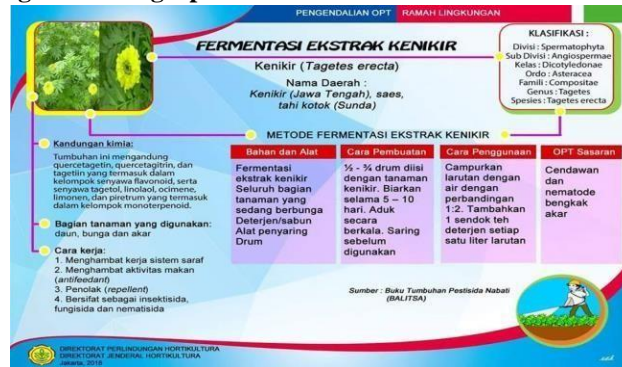 PENGENDALIAN OPT RAMAH LINGKUNGAN
FERMENTASI EKSTRAK KENIKIR
Kenikir (Tagetes erecta)
Nama Daerah :
Kenikir (Jawa Tengah), saes,
tahi kotok (Sunda)
KLASIFIKASI :
Divisi : Spermatophyta
Sub Divisi : Angiospermae
Kelas : Dicotyledonae
Ordo : Asteracea
Famili : Compositae
Genus : Tagetes
Spesies : Tagetes erecta
Kandungan kimia:
Tumbuhan ini mengandung
quercetagetin, quercetagitrin, dan
tagetiin yang termasuk dalam
kelompok senyawa flavonoid, serta
senyawa tagetol, linolaol, ocimene,
limonen, dan piretrum yang termasuk
dalam kelompok monoterpenoid.
Bagian tanaman yang digunakan:
daun, bunga dan akar
Cara kerja:
1. Menghambat kerja sistem saraf
2. Menghambat aktivitas makan
(antifeedant)
3. Penolak (repellent)
4. Bersifat sebagai insektisida,
fungisida dan nematisida
METODE FERMENTASI EKSTRAK KENIKIR
Bahan dan Alat
Fermentasi
ekstrak kenikir
Seluruh bagian
tanaman yang
sedang berbunga
Deterjen/sabun
Alat penyaring
Drum
Cara Pembuatan
½ - ¾ drum diisi
dengan tanaman
kenikir. Biarkan
selama 5 – 10
hari. Aduk
secara
berkala. Saring
sebelum
digunakan
Cara Penggunaan
Campurkan
larutan dengan
air dengan
perbandingan
1:2. Tambahkan
1 sendok teh
deterjen setiap
satu liter larutan
OPT Sasaran
Cendawan
dan
nematode
bengkak
akar
Sumber : Buku Tumbuhan Pestisida Nabati
(BALITSA)
DIREKTORAT PERLINDUNGAN HORTIKULTURA
DIREKTORAT JENDERAL HORTIKULTURA
Jakarta, 2018